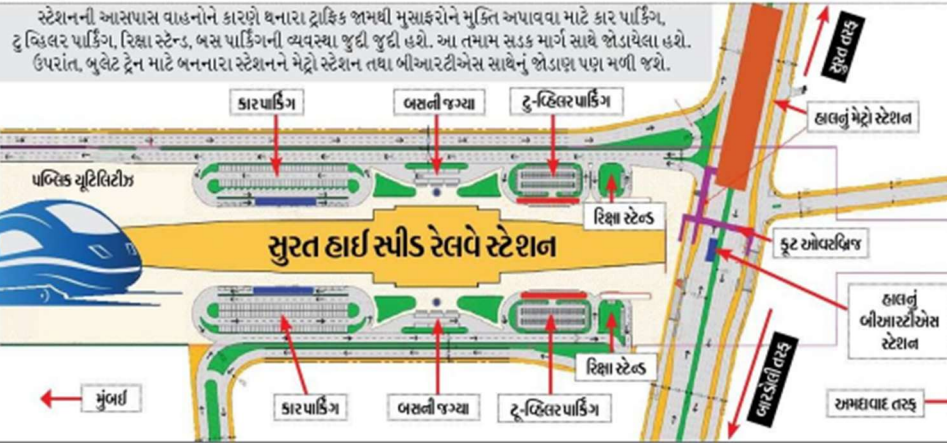 સ્ટેશનની આસપાસ વાહનોને કારણે થનારા ટ્રાફિક જામથી મુસાફરોને મુક્તિ અપાવવા માટે કાર પાર્કિંગ,
ટુ વ્હિલર પાર્કિંગ, રિક્ષા સ્ટેન્ડ, બસ પાર્કિંગની વ્યવસ્થા જુદી જુદી હશે. આ તમામ સડક માર્ગ સાથે જોડાયેલા હશે.
ઉપરાંત, બુલેટ ટ્રેન માટે બનનારા સ્ટેશનને મેટ્રો સ્ટેશન તથા બીઆરટીએસ સાથેનું જોડાણ પણ મળી જશે.
સુરત તરફ
કાર પાર્કિંગ
બસની જગ્યા
ટુ-વ્હિલર પાર્કિંગ
હાલનું મેટ્રો સ્ટેશન
પબ્લિક યૂટિલિટીઝ
રિક્ષા સ્ટેન્ડ
સુરત હાઈ સ્પીડ રેલવે સ્ટેશન
ફૂટ ઓવરબ્રિજ
હાલનું
બીઆરટીએસ
સ્ટેશન
રિક્ષા સ્ટેન્ડ
બારડોલી તરફ
મુંબઈ
કાર પાર્કિંગ
બસની જગ્યા
ટૂ-વ્હિલર પાર્કિંગ
અમદાવાદ તરફ